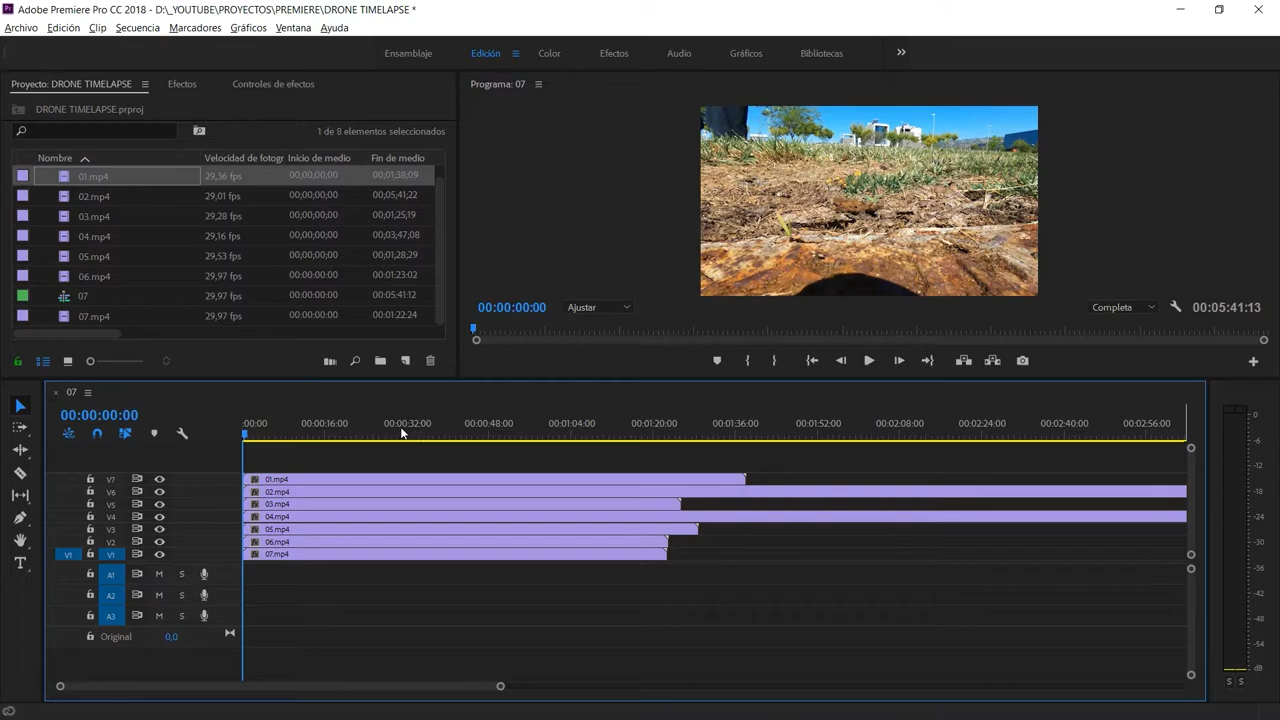 Adobe Premiere Pro CC 2018 - D:\_YOUTUBE\PROYECTOS\PREMIERE\DRONE TIMELAPSE *
Archivo Edición Clip Secuencia Marcadores Gráficos Ventana Ayuda
Ensamblaje Edición Color Efectos Audio Gráficos Bibliotecas
Proyecto: DRONE TIMELAPSE Efectos Controles de efectos
DRONE TIMELAPSE.prproj
1 de 8 elementos seleccionados
Nombre Velocidad de fotogr Inicio de medio Fin de medio
01.mp4 29,36 fps 00;00;00;00 00;01;38;09
02.mp4 29,01 fps 00;00;00;00 00;05;41;22
03.mp4 29,28 fps 00;00;00;00 00;01;25;19
04.mp4 29,16 fps 00;00;00;00 00;03;47;08
05.mp4 29,53 fps 00;00;00;00 00;01;28;29
06.mp4 29,97 fps 00:00:00:00 00:01:23:02
07 29,97 fps 00:00:00:00 00:05:41:12
07.mp4 29,97 fps 00:00:00:00 00:01:22:24
Programa: 07
00:00:00:00 Ajustar Completa 00:05:41:13
07
00:00:00:00
:00:00 00:00:16:00 00:00:32:00 00:00:48:00 00:01:04:00 00:01:20:00 00:01:36:00 00:01:52:00 00:02:08:00 00:02:24:00 00:02:40:00 00:02:56:00
V7 fx 01.mp4
V6 fx 02.mp4
V5 fx 03.mp4
V4 fx 04.mp4
V3 fx 05.mp4
V2 fx 06.mp4
V1 V1 fx 07.mp4
A1 M S
A2 M S
A3 M S
Original 0,0
0
-6
-12
-18
-24
-30
-36
-42
-48
-54
dB
S S